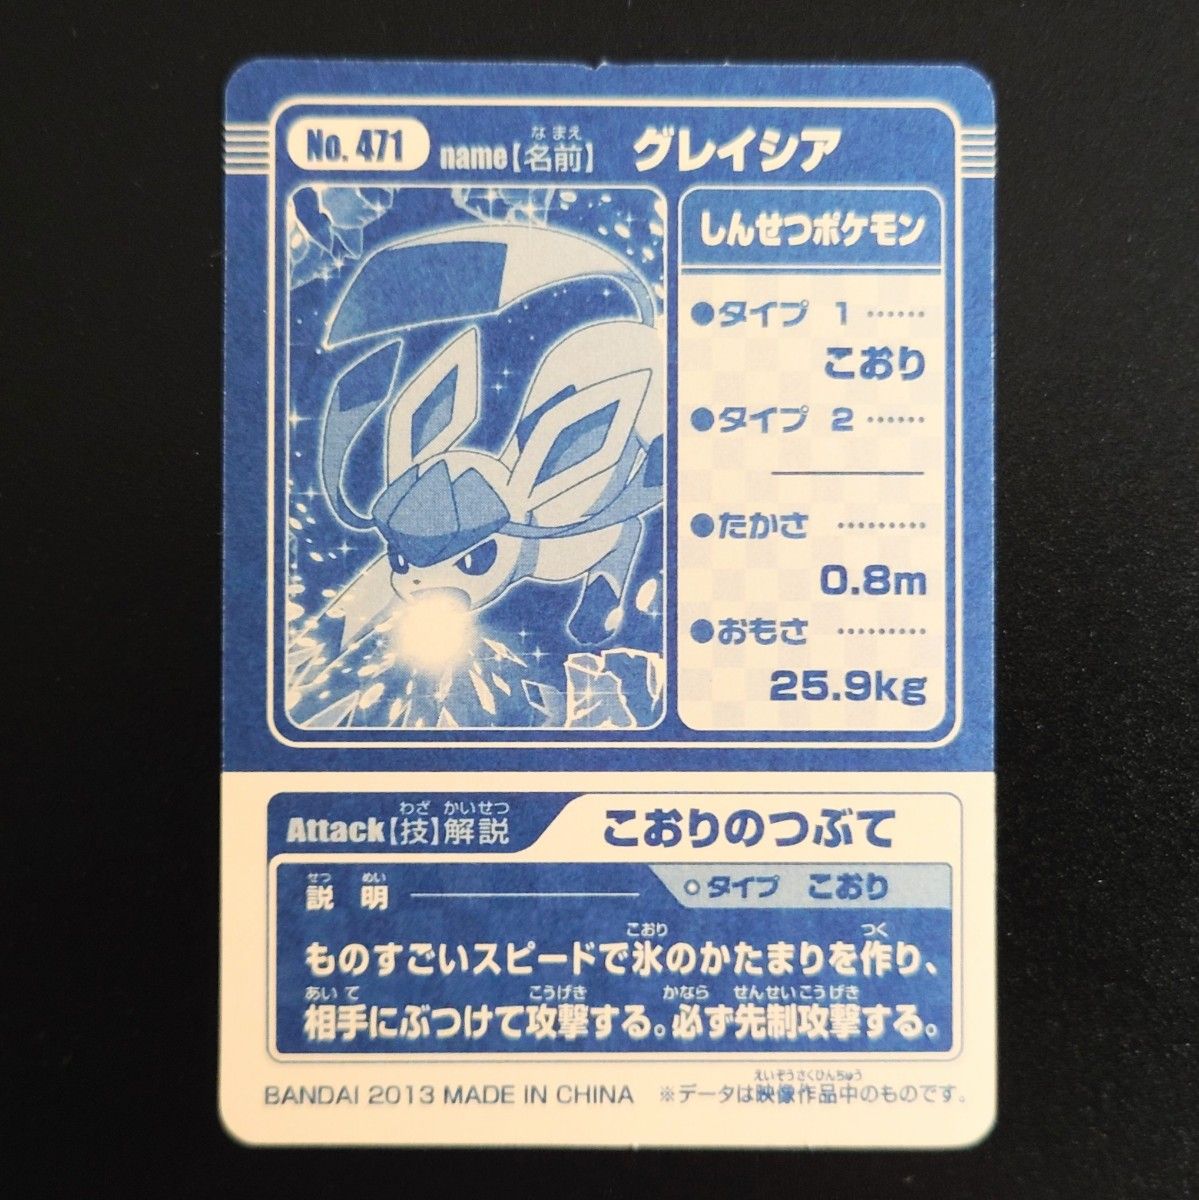 No. 471 name【名前】 グレイシア
なまえ
しんせつポケモン
●タイプ 1 ……
こおり
●タイプ 2 ……
●たかさ ………
0.8m
●おもさ ………
25.9kg
わざ かいせつ
Attack【技】解説 こおりのつぶて
せつ めい
説 明
○タイプ こおり
こおり つく
ものすごいスピードで氷のかたまりを作り、
あいて こうげき かなら せんせいこうげき
相手にぶつけて攻撃する。必ず先制攻撃する。
えいぞうさくひんちゅう
BANDAI 2013 MADE IN CHINA ※データは映像作品中のものです。